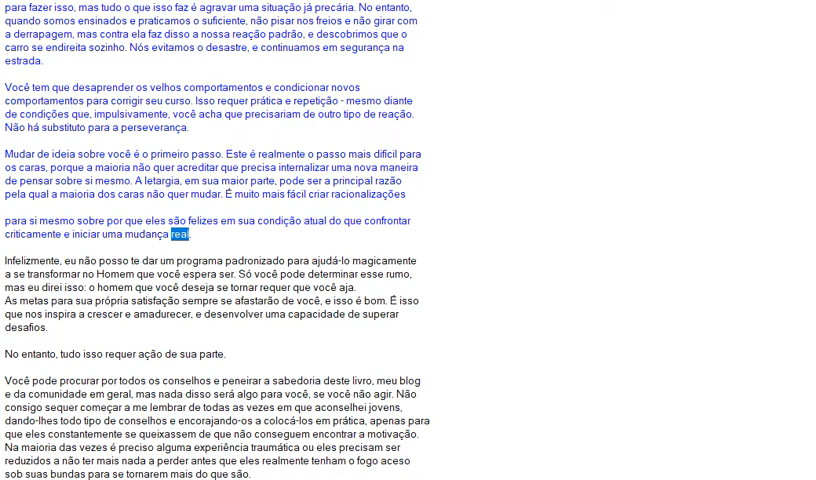 para fazer isso, mas tudo o que isso faz é agravar uma situação já precária. No entanto,
quando somos ensinados e praticamos o suficiente, não pisar nos freios e não girar com
a derrapagem, mas contra ela faz disso a nossa reação padrão, e descobrimos que o
carro se endireita sozinho. Nós evitamos o desastre, e continuamos em segurança na
estrada.
Você tem que desaprender os velhos comportamentos e condicionar novos
comportamentos para corrigir seu curso. Isso requer prática e repetição - mesmo diante
de condições que, impulsivamente, você acha que precisariam de outro tipo de reação.
Não há substituto para a perseverança.
Mudar de ideia sobre você é o primeiro passo. Este é realmente o passo mais difícil para
os caras, porque a maioria não quer acreditar que precisa internalizar uma nova maneira
de pensar sobre si mesmo. A letargia, em sua maior parte, pode ser a principal razão
pela qual a maioria dos caras não quer mudar. É muito mais fácil criar racionalizações
para si mesmo sobre por que eles são felizes em sua condição atual do que confrontar
criticamente e iniciar uma mudança real.
Infelizmente, eu não posso te dar um programa padronizado para ajudá-lo magicamente
a se transformar no Homem que você espera ser. Só você pode determinar esse rumo,
mas eu direi isso: o homem que você deseja se tornar requer que você aja.
As metas para sua própria satisfação sempre se afastarão de você, e isso é bom. É isso
que nos inspira a crescer e amadurecer, e desenvolver uma capacidade de superar
desafios.
No entanto, tudo isso requer ação de sua parte.
Você pode procurar por todos os conselhos e peneirar a sabedoria deste livro, meu blog
e da comunidade em geral, mas nada disso será algo para você, se você não agir. Não
consigo sequer começar a me lembrar de todas as vezes em que aconselhei jovens,
dando-lhes todo tipo de conselhos e encorajando-os a colocá-los em prática, apenas para
que eles constantemente se queixassem de que não conseguem encontrar a motivação.
Na maioria das vezes é preciso alguma experiência traumática ou eles precisam ser
reduzidos a não ter mais nada a perder antes que eles realmente tenham o fogo aceso
sob suas bundas para se tornarem mais do que são.